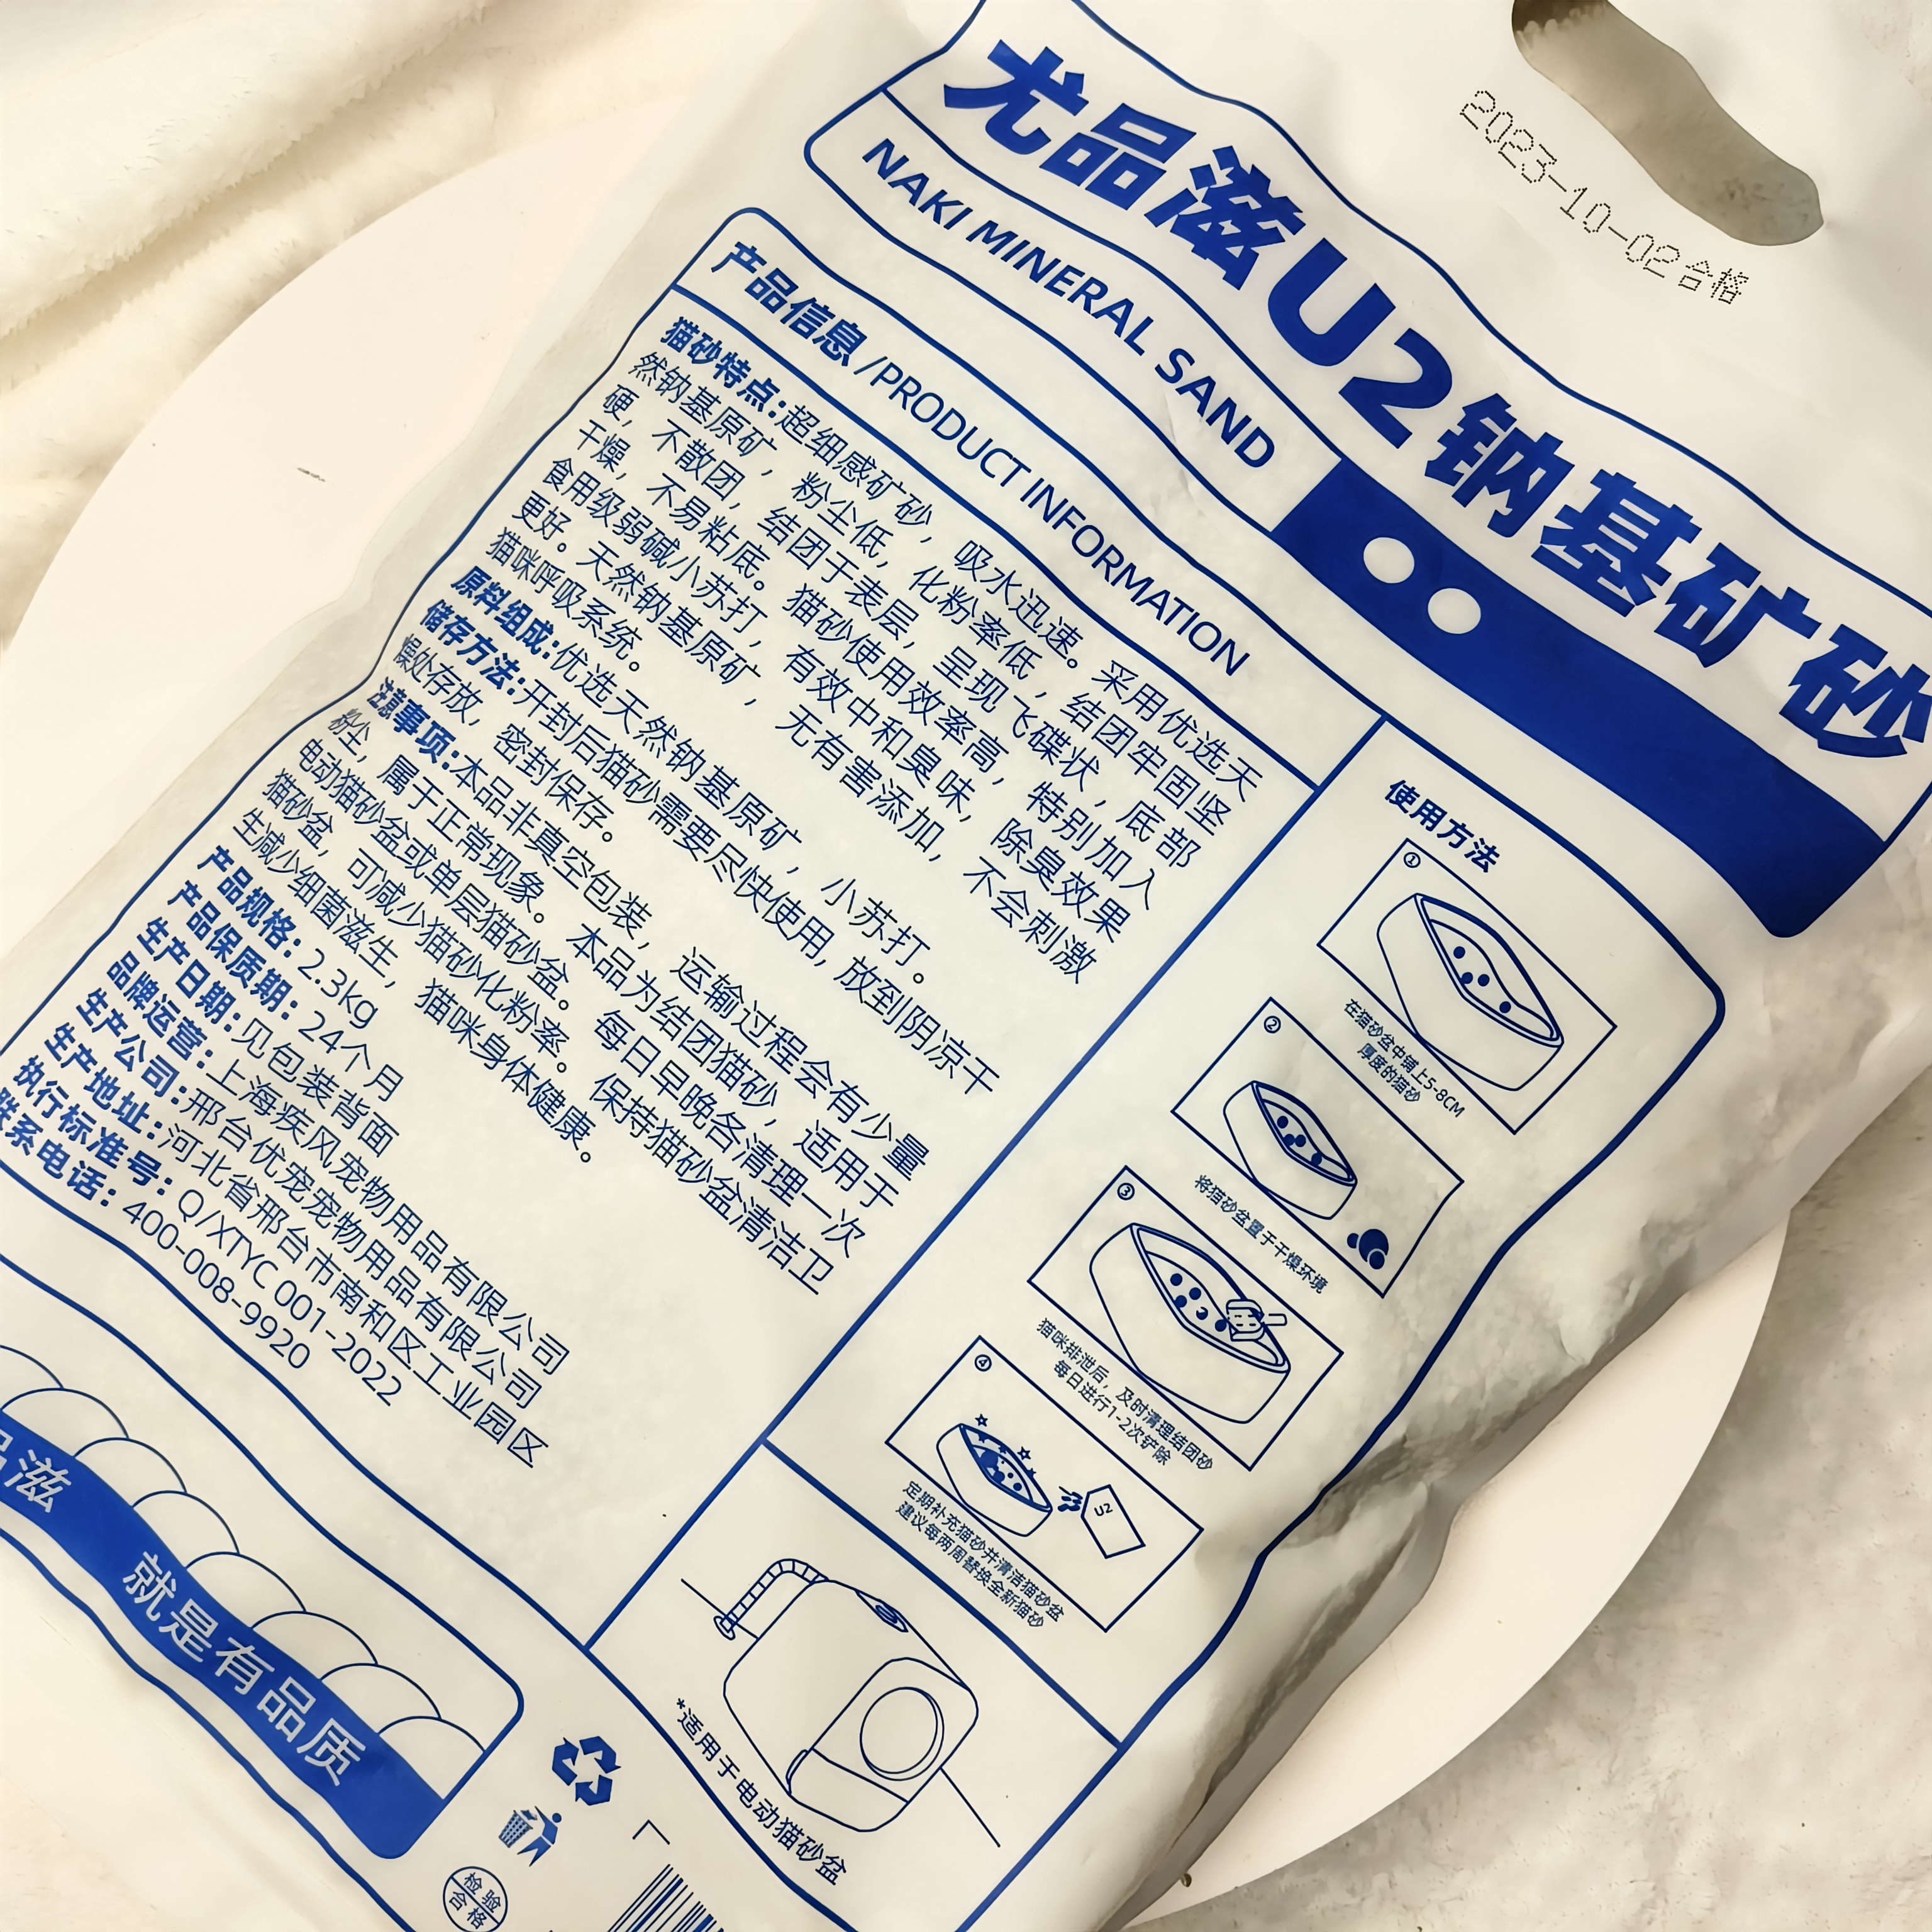 2023-10-02合格
尤品滋U2钠基矿砂
NAKI MINERAL SAND
产品信息/PRODUCT INFORMATION
猫砂特点:超细感矿砂，吸水迅速。采用优选天
然钠基原矿，粉尘低，化粉率低，结团牢固坚
硬，不散团，结团于表层，呈现飞碟状，底部
干燥，不易粘底。猫砂使用效率高，特别加入
食用级弱碱小苏打，有效中和臭味，除臭效果
更好。天然钠基原矿，无有害添加，不会刺激
猫咪呼吸系统。
原料组成:优选天然钠基原矿，小苏打。
储存方法:开封后猫砂需要尽快使用,放到阴凉干
燥处存放，密封保存。
注意事项:本品非真空包装，运输过程会有少量
粉尘，属于正常现象。本品为结团猫砂，适用于
电动猫砂盆或单层猫砂盆。每日早晚各清理一次
猫砂盆，可减少猫砂化粉率。保持猫砂盆清洁卫
生减少细菌滋生，猫咪身体健康。
产品规格: 2.3kg
产品保质期: 24个月
生产日期:见包装背面
品牌运营:上海疾风宠物用品有限公司
生产公司:邢台优宠宠物用品有限公司
生产地址:河北省邢台市南和区工业园区
执行标准号: Q/XTYC 001-2022
联系电话: 400-008-9920
使用方法
①
在猫砂盆中铺上5-8CM
厚度的猫砂
②
将猫砂盆置于干燥环境
③
猫咪排泄后，及时清理结团砂
每日进行1-2次铲除
④
U2
定期补充猫砂并清洁猫砂盆
建议每两周替换全新猫砂
*适用于电动猫砂盆
品滋
就是有品质
检验
合格